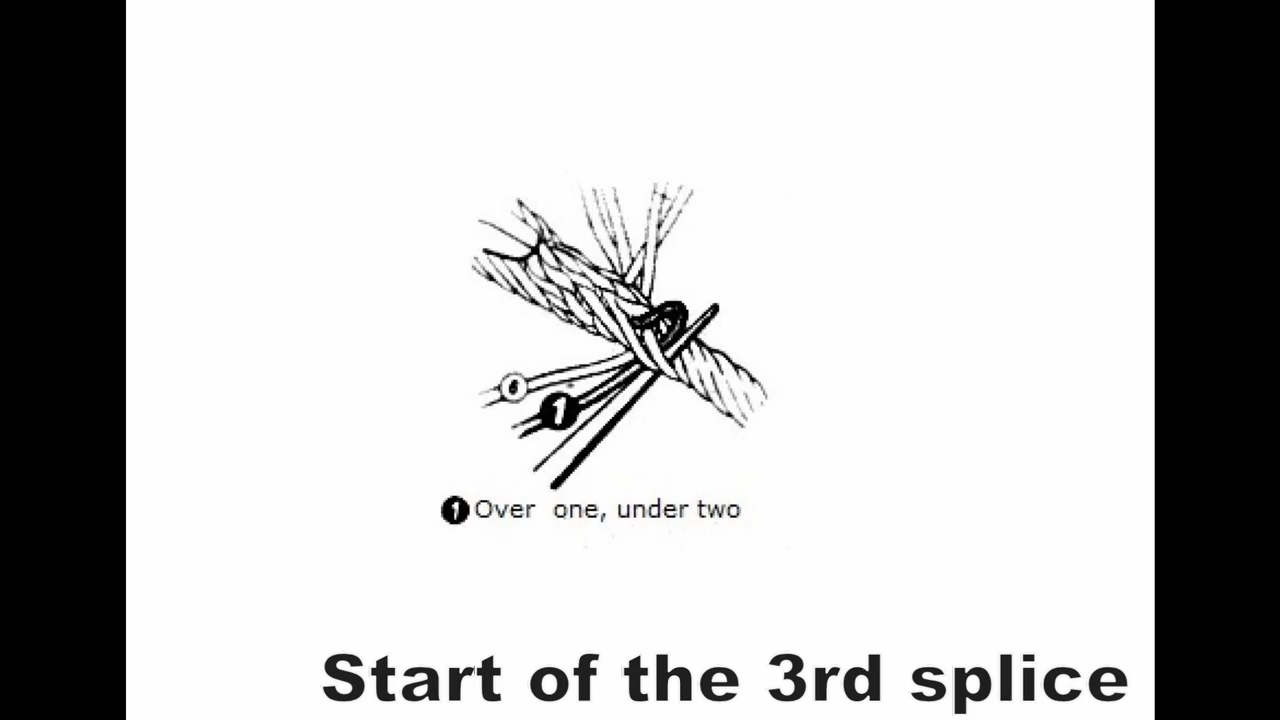 6
1
1 Over one, under two
Start of the 3rd splice